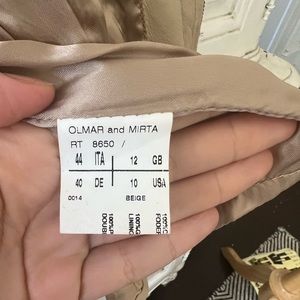 OLMAR and MIRTA
RT 8650 /
44 ITA 12 GB
40 DE 10 USA
0014 BEIGE